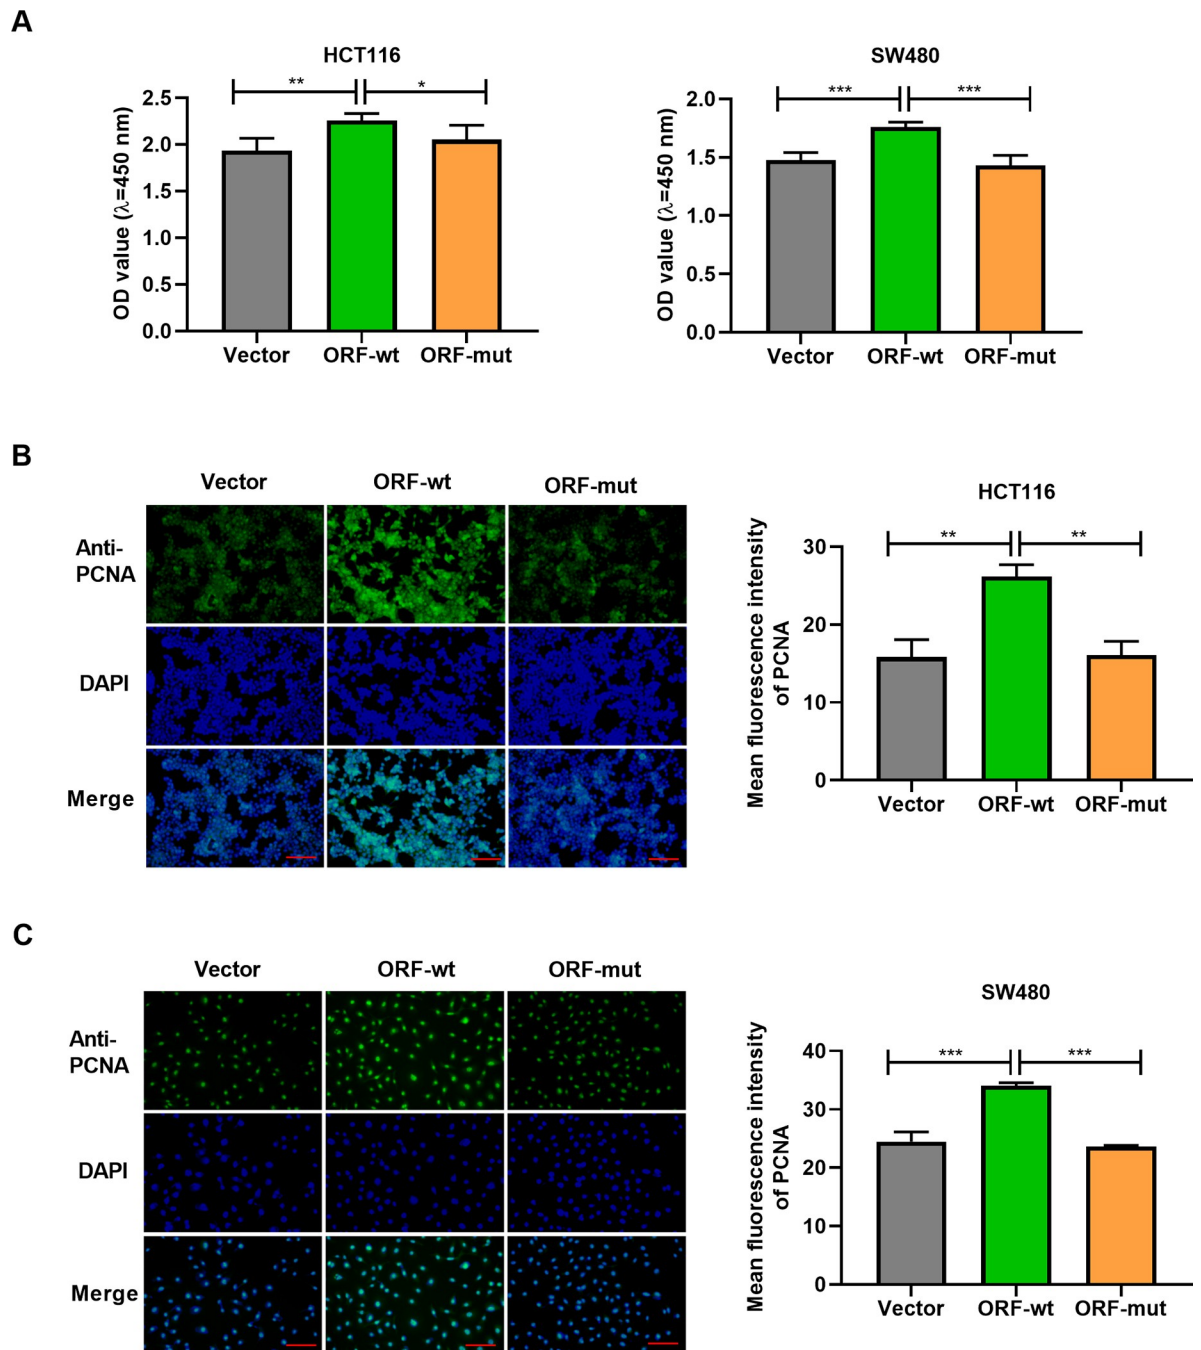 A
HCT116
**
*
OD value (λ=450 nm)
2.5
2.0
1.5
1.0
0.5
0.0
Vector ORF-wt ORF-mut
SW480
***
***
OD value (λ=450 nm)
2.0
1.5
1.0
0.5
0.0
Vector ORF-wt ORF-mut
B
Vector ORF-wt ORF-mut
Anti-
PCNA
DAPI
Merge
HCT116
**
**
Mean fluorescence intensity
of PCNA
30
20
10
0
Vector ORF-wt ORF-mut
C
Vector ORF-wt ORF-mut
Anti-
PCNA
DAPI
Merge
SW480
***
***
Mean fluorescence intensity
of PCNA
40
30
20
10
0
Vector ORF-wt ORF-mut